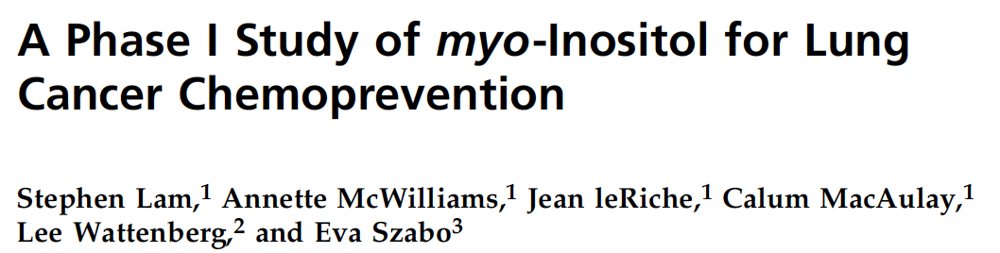 A Phase I Study of myo-Inositol for Lung
Cancer Chemoprevention
Stephen Lam,¹ Annette McWilliams,¹ Jean leRiche,¹ Calum MacAulay,¹
Lee Wattenberg,² and Eva Szabo³